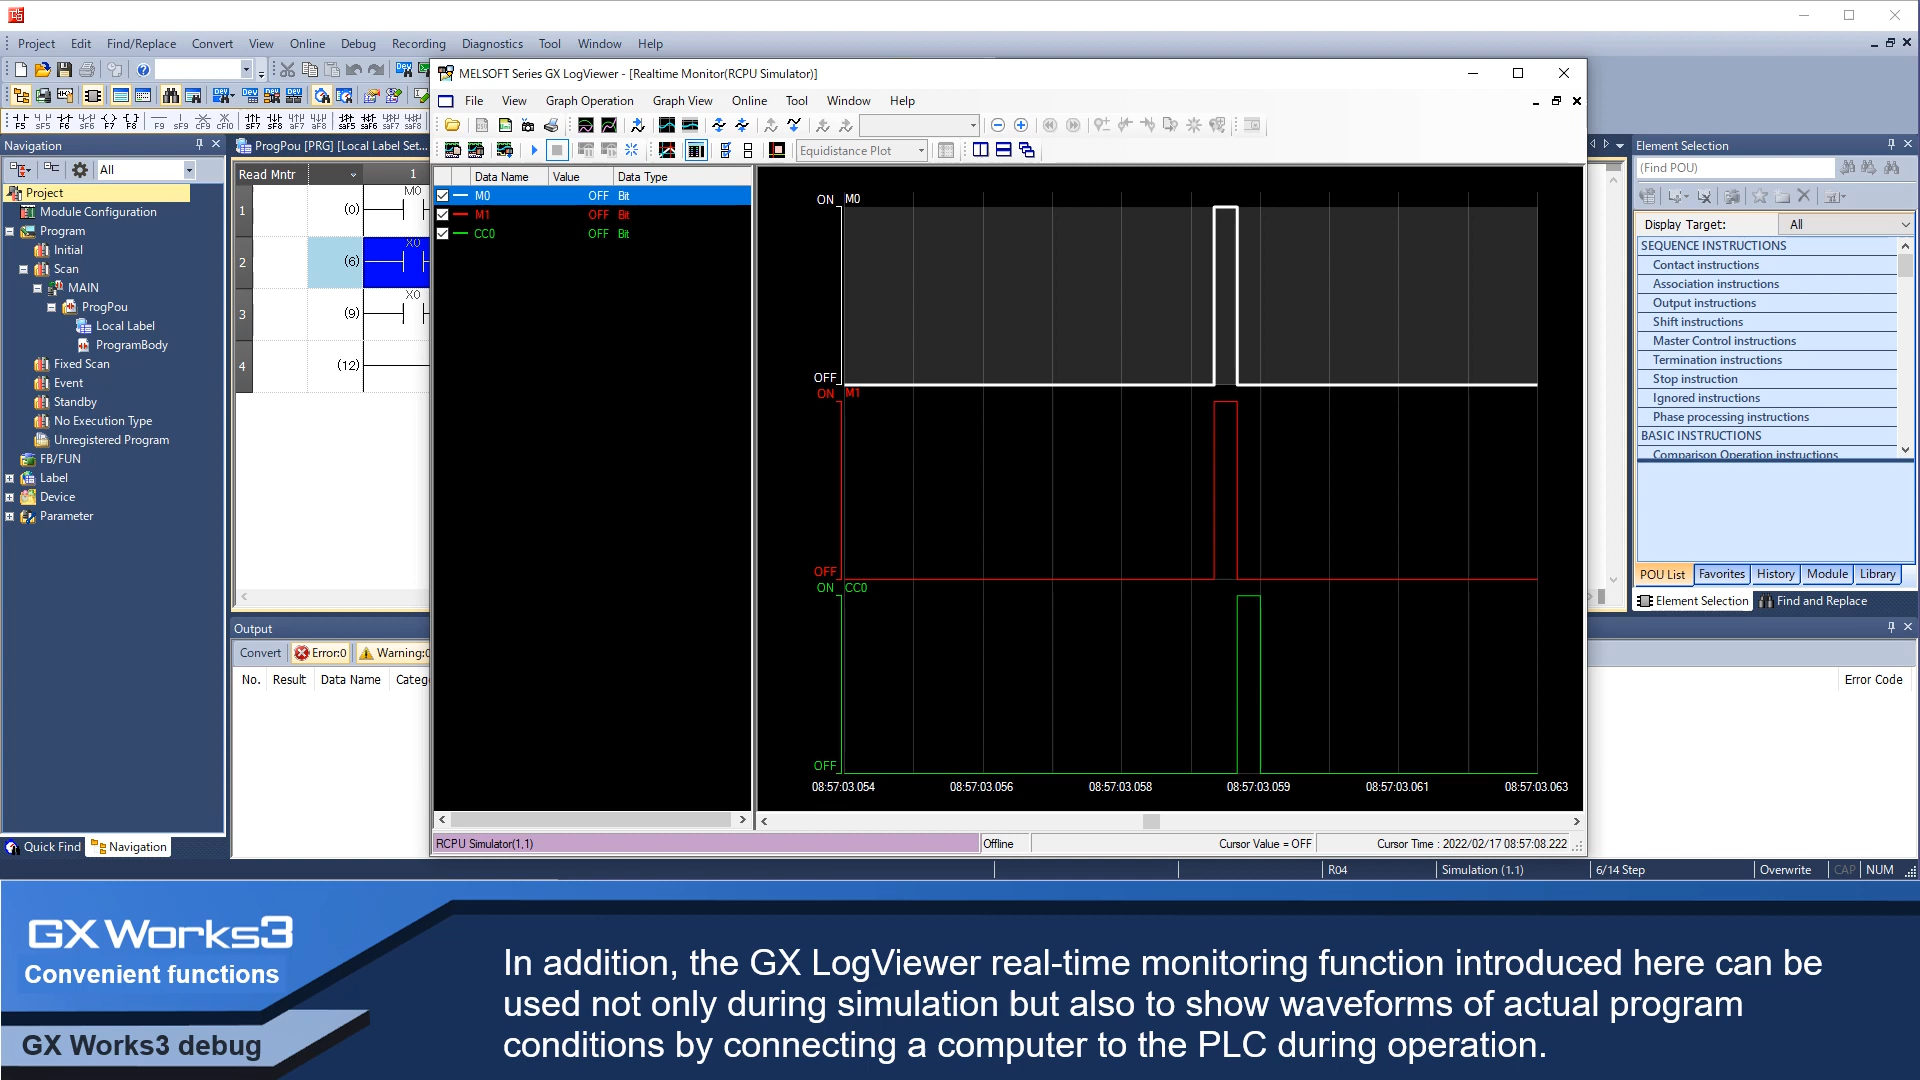 Project Edit Find/Replace Convert View Online Debug Recording Diagnostics Tool Window Help
MELSOFT Series GX LogViewer - [Realtime Monitor(RCPU Simulator)]
File View Graph Operation Graph View Online Tool Window Help
Equidistance Plot
Navigation
All
Project
Module Configuration
Program
Initial
Scan
MAIN
ProgPou
Local Label
ProgramBody
Fixed Scan
Event
Standby
No Execution Type
Unregistered Program
FB/FUN
Label
Device
Parameter
Quick Find Navigation
ProgPou [PRG] [Local Label Set...
Read Mntr 1
1 (0) M0
2 (6) X0
3 (9) X0
4 (12)
Output
Convert Error:0 Warning:0
No. Result Data Name Categ
Error Code
Data Name Value Data Type
M0 OFF Bit
M1 OFF Bit
CC0 OFF Bit
ON M0
OFF
ON M1
OFF
ON CC0
OFF
08:57:03.054 08:57:03.056 08:57:03.058 08:57:03.059 08:57:03.061 08:57:03.063
RCPU Simulator(1,1) Offline Cursor Value = OFF Cursor Time : 2022/02/17 08:57:08.222
Element Selection
(Find POU)
Display Target: All
SEQUENCE INSTRUCTIONS
Contact instructions
Association instructions
Output instructions
Shift instructions
Master Control instructions
Termination instructions
Stop instruction
Ignored instructions
Phase processing instructions
BASIC INSTRUCTIONS
Comparison Operation instructions
POU List Favorites History Module Library
Element Selection Find and Replace
R04 Simulation (1.1) 6/14 Step Overwrite CAP NUM
GX Works3
Convenient functions
GX Works3 debug
In addition, the GX LogViewer real-time monitoring function introduced here can be
used not only during simulation but also to show waveforms of actual program
conditions by connecting a computer to the PLC during operation.